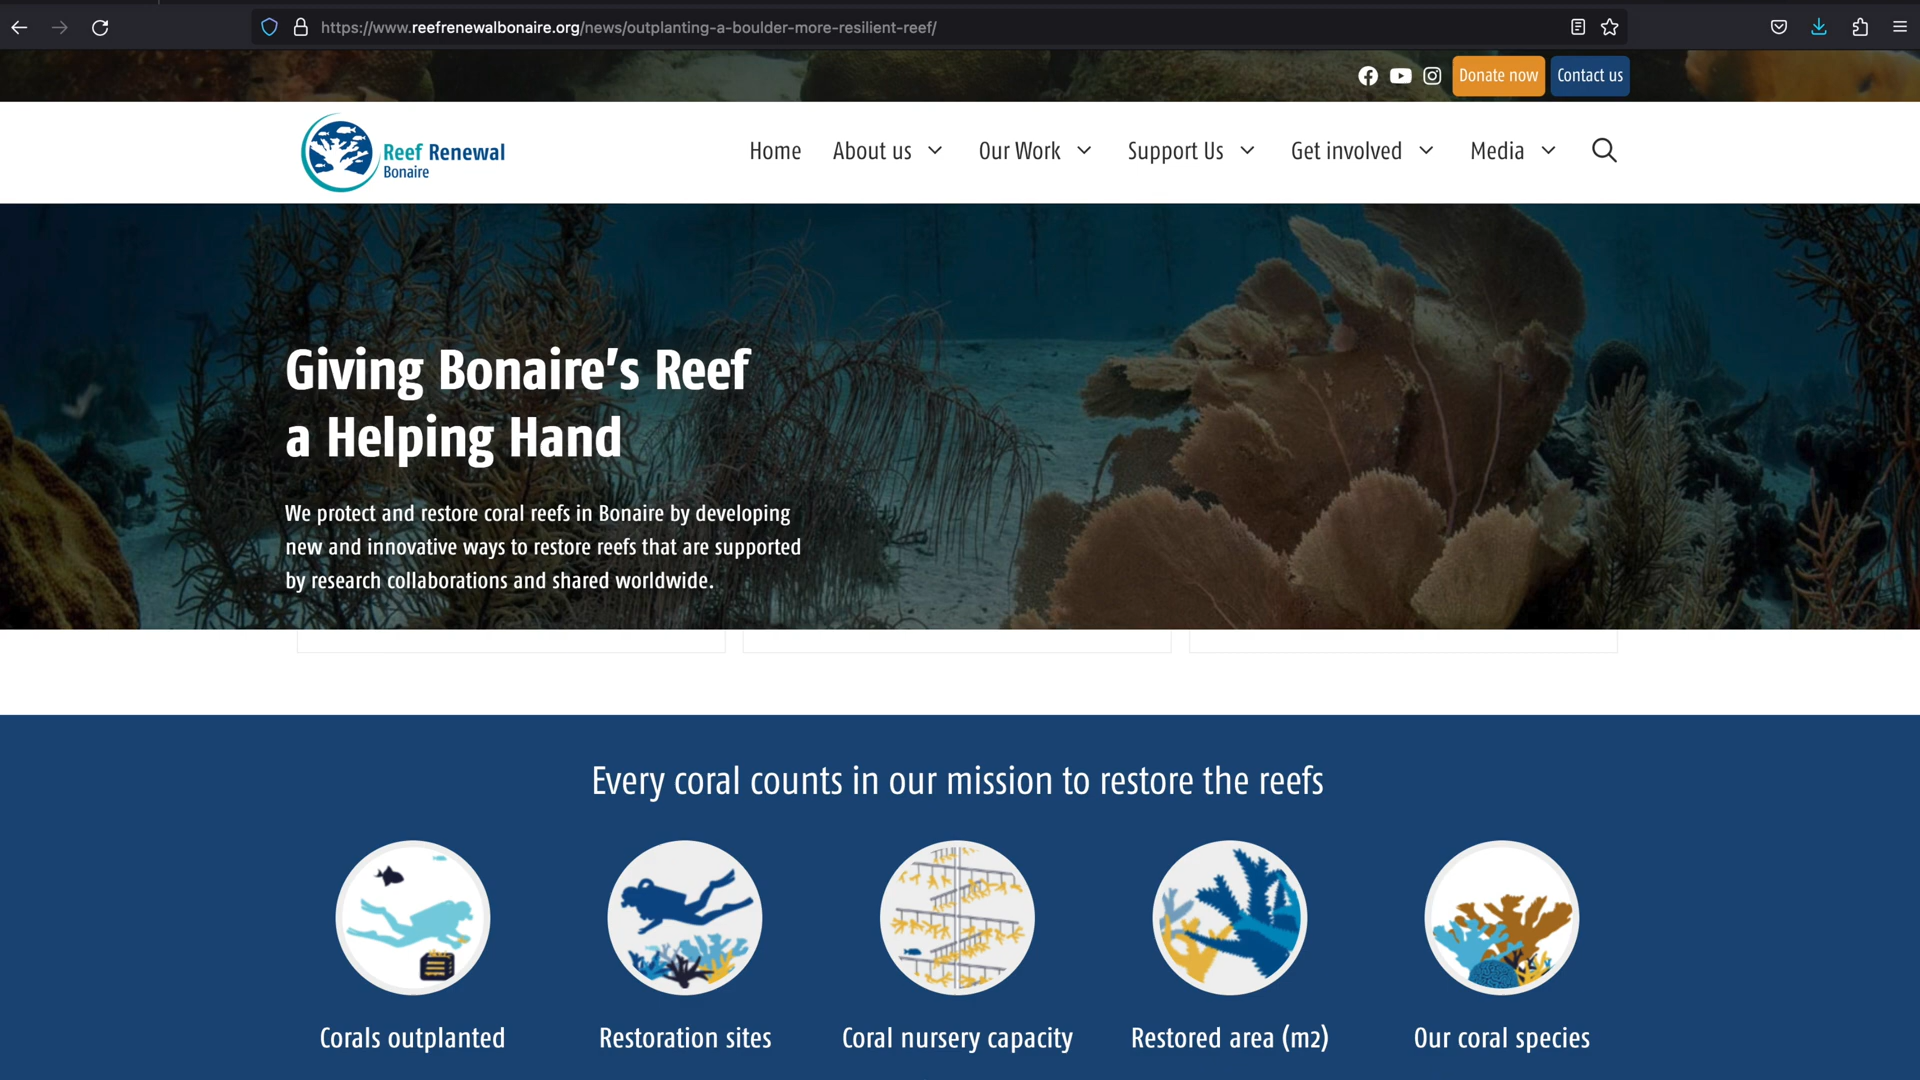 https://www.reefrenewalbonaire.org/news/outplanting-a-boulder-more-resilient-reef/
Donate now
Contact us
Reef Renewal
Bonaire
Home
About us
Our Work
Support Us
Get involved
Media
Giving Bonaire's Reef
a Helping Hand
We protect and restore coral reefs in Bonaire by developing
new and innovative ways to restore reefs that are supported
by research collaborations and shared worldwide.
Every coral counts in our mission to restore the reefs
Corals outplanted
Restoration sites
Coral nursery capacity
Restored area (m2)
Our coral species